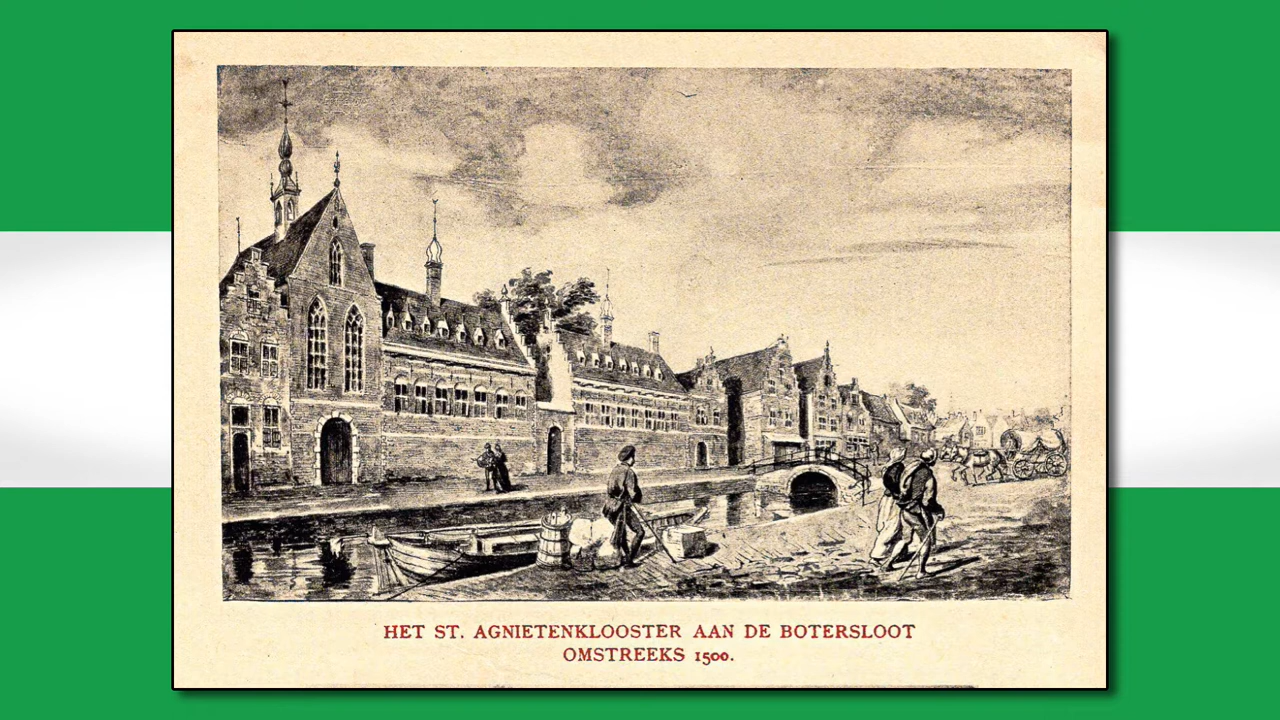 HET ST. AGNIETENKLOOSTER AAN DE BOTERSLOOT
OMSTREEKS 1500.